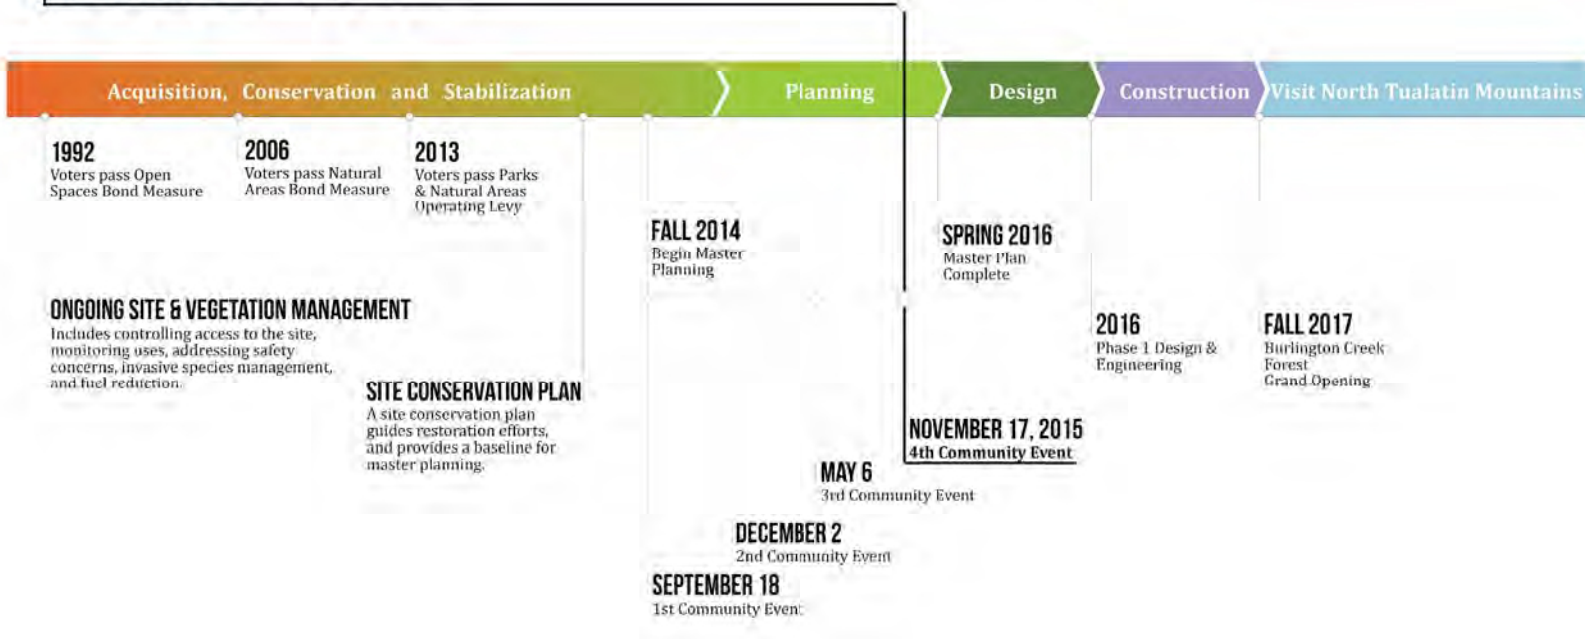 Acquisition, Conservation and Stabilization
Planning
Design
Construction
Visit North Tualatin Mountains
1992
Voters pass Open
Spaces Bond Measure
2006
Voters pass Natural
Areas Bond Measure
2013
Voters pass Parks
& Natural Areas
Operating Levy
FALL 2014
Begin Master
Planning
SPRING 2016
Master Plan
Complete
ONGOING SITE & VEGETATION MANAGEMENT
Includes controlling access to the site,
monitoring uses, addressing safety
concerns, invasive species management,
and fuel reduction.
2016
Phase 1 Design &
Engineering
FALL 2017
Burlington Creek
Forest
Grand Opening
SITE CONSERVATION PLAN
A site conservation plan
guides restoration efforts,
and provides a baseline for
master planning.
NOVEMBER 17, 2015
4th Community Event
MAY 6
3rd Community Event
DECEMBER 2
2nd Community Event
SEPTEMBER 18
1st Community Event